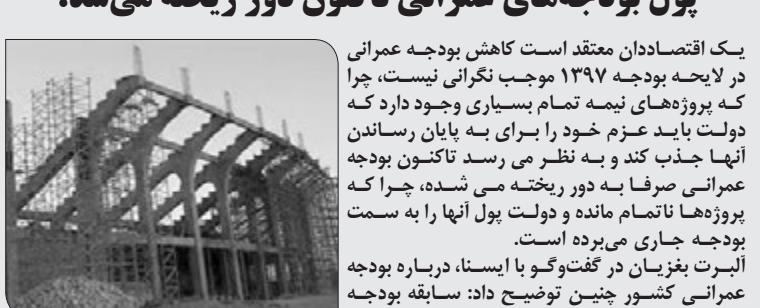 پول بودجه‌های عمرانی تاکنون دور ریخته می‌شد!
یک اقتصاددان معتقد است کاهش بودجه عمرانی
در لایحه بودجه ۱۳۹۷ موجب نگرانی نیست، چرا
که پروژه‌های نیمه تمام بسیاری وجود دارد که
دولت باید عزم خود را برای به پایان رساندن
آنها جذب کند و به نظر می رسد تاکنون بودجه
عمرانی صرفا به دور ریخته می شده، چرا که
پروژه‌ها ناتمام مانده و دولت پول آنها را به سمت
بودجه جاری می‌برده است.
آلبرت بغزیان در گفت‌وگو با ایسنا، درباره بودجه
عمرانی کشور چنین توضیح داد: سابقه بودجه